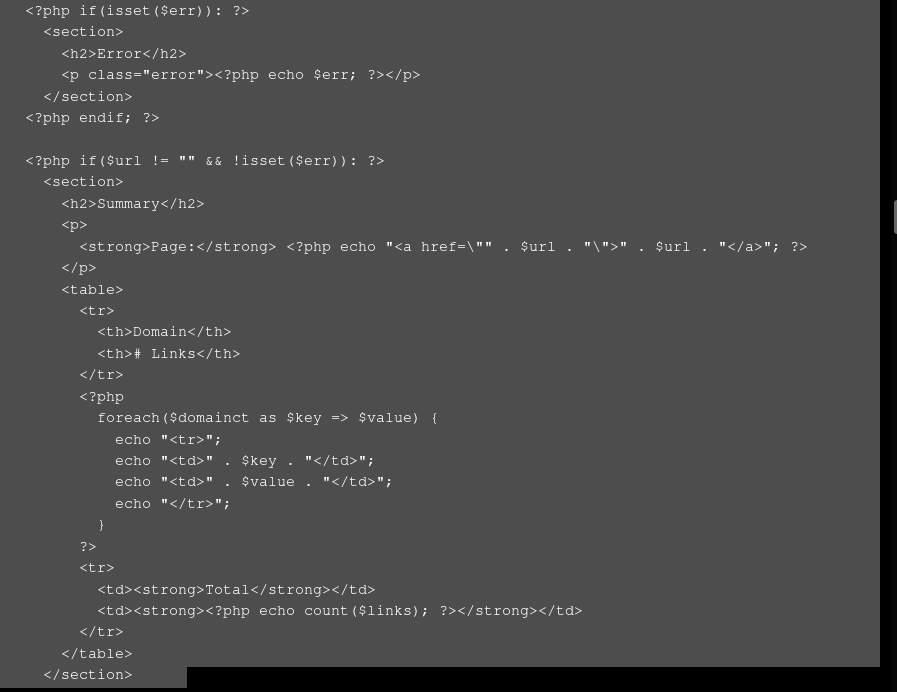 <?php if(isset($err)): ?>
<section>
<h2>Error</h2>
<p class="error"><?php echo $err; ?></p>
</section>
<?php endif; ?>
<?php if($url != "" && !isset($err)): ?>
<section>
<h2>Summary</h2>
<p>
<strong>Page:</strong> <?php echo "<a href=\"" . $url . "\">" . $url . "</a>"; ?>
</p>
<table>
<tr>
<th>Domain</th>
<th># Links</th>
</tr>
<?php
foreach($domainct as $key => $value) {
echo "<tr>";
echo "<td>" . $key . "</td>";
echo "<td>" . $value . "</td>";
echo "</tr>";
}
?>
<tr>
<td><strong>Total</strong></td>
<td><strong><?php echo count($links); ?></strong></td>
</tr>
</table>
</section>